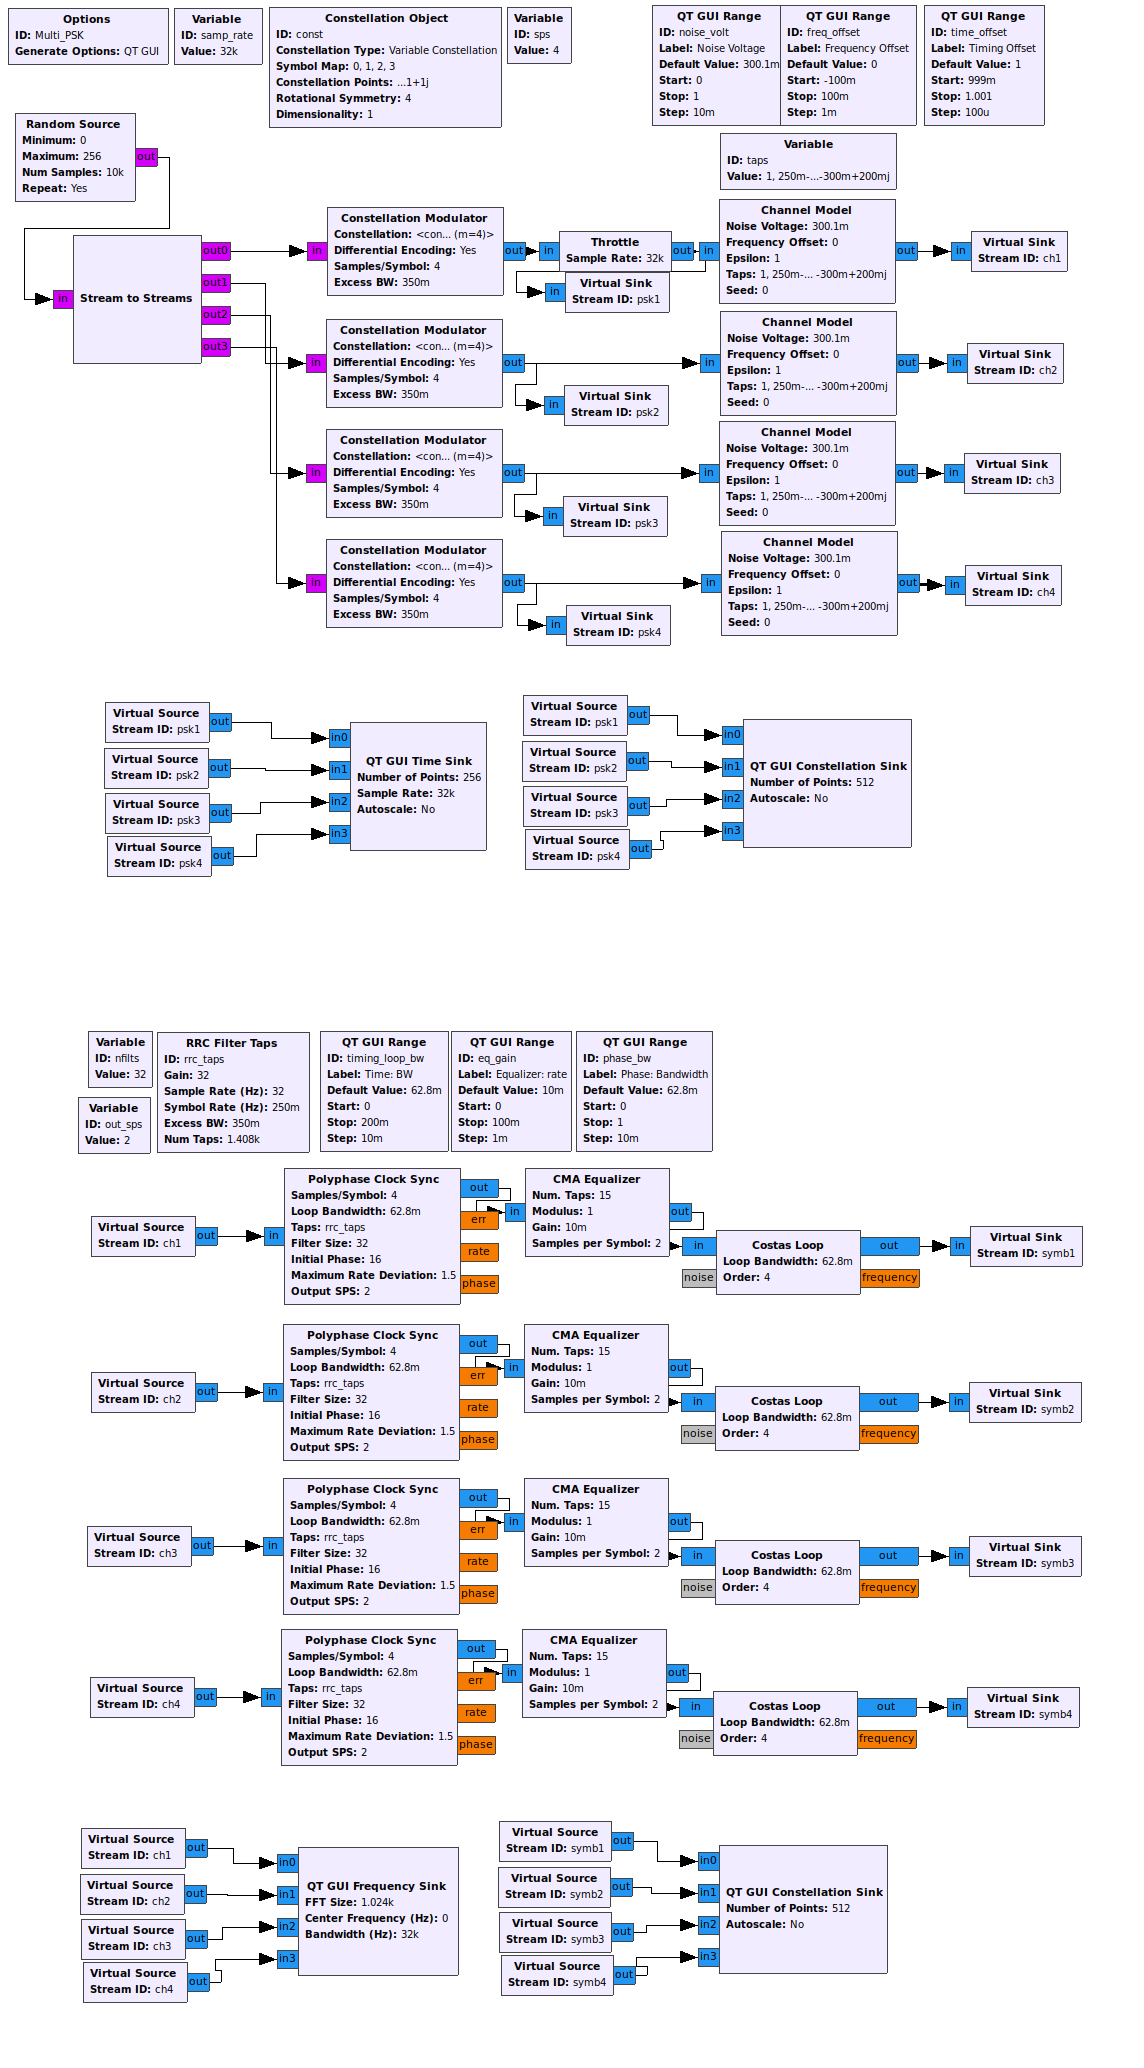 Options
ID: Multi_PSK
Generate Options: QT GUI
Variable
ID: samp_rate
Value: 32k
Constellation Object
ID: const
Constellation Type: Variable Constellation
Symbol Map: 0, 1, 2, 3
Constellation Points: ...1+1j
Rotational Symmetry: 4
Dimensionality: 1
Variable
ID: sps
Value: 4
QT GUI Range
ID: noise_volt
Label: Noise Voltage
Default Value: 300.1m
Start: 0
Stop: 1
Step: 10m
QT GUI Range
ID: freq_offset
Label: Frequency Offset
Default Value: 0
Start: -100m
Stop: 100m
Step: 1m
QT GUI Range
ID: time_offset
Label: Timing Offset
Default Value: 1
Start: 999m
Stop: 1.001
Step: 100u
Variable
ID: taps
Value: 1, 250m-...-300m+200mj
Random Source
Minimum: 0
Maximum: 256
Num Samples: 10k
Repeat: Yes
out
in
Stream to Streams
out0
out1
out2
out3
in
Constellation Modulator
Constellation: <con... (m=4)>
Differential Encoding: Yes
Samples/Symbol: 4
Excess BW: 350m
out
in
Throttle
Sample Rate: 32k
out
in
Virtual Sink
Stream ID: psk1
in
Channel Model
Noise Voltage: 300.1m
Frequency Offset: 0
Epsilon: 1
Taps: 1, 250m-... -300m+200mj
Seed: 0
out
in
Virtual Sink
Stream ID: ch1
in
Constellation Modulator
Constellation: <con... (m=4)>
Differential Encoding: Yes
Samples/Symbol: 4
Excess BW: 350m
out
in
Virtual Sink
Stream ID: psk2
in
Channel Model
Noise Voltage: 300.1m
Frequency Offset: 0
Epsilon: 1
Taps: 1, 250m-... -300m+200mj
Seed: 0
out
in
Virtual Sink
Stream ID: ch2
in
Constellation Modulator
Constellation: <con... (m=4)>
Differential Encoding: Yes
Samples/Symbol: 4
Excess BW: 350m
out
in
Virtual Sink
Stream ID: psk3
in
Channel Model
Noise Voltage: 300.1m
Frequency Offset: 0
Epsilon: 1
Taps: 1, 250m-... -300m+200mj
Seed: 0
out
in
Virtual Sink
Stream ID: ch3
in
Constellation Modulator
Constellation: <con... (m=4)>
Differential Encoding: Yes
Samples/Symbol: 4
Excess BW: 350m
out
in
Virtual Sink
Stream ID: psk4
in
Channel Model
Noise Voltage: 300.1m
Frequency Offset: 0
Epsilon: 1
Taps: 1, 250m-... -300m+200mj
Seed: 0
out
in
Virtual Sink
Stream ID: ch4
Virtual Source
Stream ID: psk1
out
Virtual Source
Stream ID: psk2
out
Virtual Source
Stream ID: psk3
out
Virtual Source
Stream ID: psk4
out
in0
in1
in2
in3
QT GUI Time Sink
Number of Points: 256
Sample Rate: 32k
Autoscale: No
Virtual Source
Stream ID: psk1
out
Virtual Source
Stream ID: psk2
out
Virtual Source
Stream ID: psk3
out
Virtual Source
Stream ID: psk4
out
in0
in1
in2
in3
QT GUI Constellation Sink
Number of Points: 512
Autoscale: No
Variable
ID: nfilts
Value: 32
Variable
ID: out_sps
Value: 2
RRC Filter Taps
ID: rrc_taps
Gain: 32
Sample Rate (Hz): 32
Symbol Rate (Hz): 250m
Excess BW: 350m
Num Taps: 1.408k
QT GUI Range
ID: timing_loop_bw
Label: Time: BW
Default Value: 62.8m
Start: 0
Stop: 200m
Step: 10m
QT GUI Range
ID: eq_gain
Label: Equalizer: rate
Default Value: 10m
Start: 0
Stop: 100m
Step: 1m
QT GUI Range
ID: phase_bw
Label: Phase: Bandwidth
Default Value: 62.8m
Start: 0
Stop: 1
Step: 10m
Virtual Source
Stream ID: ch1
out
in
Polyphase Clock Sync
Samples/Symbol: 4
Loop Bandwidth: 62.8m
Taps: rrc_taps
Filter Size: 32
Initial Phase: 16
Maximum Rate Deviation: 1.5
Output SPS: 2
out
err
rate
phase
in
CMA Equalizer
Num. Taps: 15
Modulus: 1
Gain: 10m
Samples per Symbol: 2
out
in
noise
Costas Loop
Loop Bandwidth: 62.8m
Order: 4
out
frequency
in
Virtual Sink
Stream ID: symb1
Virtual Source
Stream ID: ch2
out
in
Polyphase Clock Sync
Samples/Symbol: 4
Loop Bandwidth: 62.8m
Taps: rrc_taps
Filter Size: 32
Initial Phase: 16
Maximum Rate Deviation: 1.5
Output SPS: 2
out
err
rate
phase
in
CMA Equalizer
Num. Taps: 15
Modulus: 1
Gain: 10m
Samples per Symbol: 2
out
in
noise
Costas Loop
Loop Bandwidth: 62.8m
Order: 4
out
frequency
in
Virtual Sink
Stream ID: symb2
Virtual Source
Stream ID: ch3
out
in
Polyphase Clock Sync
Samples/Symbol: 4
Loop Bandwidth: 62.8m
Taps: rrc_taps
Filter Size: 32
Initial Phase: 16
Maximum Rate Deviation: 1.5
Output SPS: 2
out
err
rate
phase
in
CMA Equalizer
Num. Taps: 15
Modulus: 1
Gain: 10m
Samples per Symbol: 2
out
in
noise
Costas Loop
Loop Bandwidth: 62.8m
Order: 4
out
frequency
in
Virtual Sink
Stream ID: symb3
Virtual Source
Stream ID: ch4
out
in
Polyphase Clock Sync
Samples/Symbol: 4
Loop Bandwidth: 62.8m
Taps: rrc_taps
Filter Size: 32
Initial Phase: 16
Maximum Rate Deviation: 1.5
Output SPS: 2
out
err
rate
phase
in
CMA Equalizer
Num. Taps: 15
Modulus: 1
Gain: 10m
Samples per Symbol: 2
out
in
noise
Costas Loop
Loop Bandwidth: 62.8m
Order: 4
out
frequency
in
Virtual Sink
Stream ID: symb4
Virtual Source
Stream ID: ch1
out
Virtual Source
Stream ID: ch2
out
Virtual Source
Stream ID: ch3
out
Virtual Source
Stream ID: ch4
out
in0
in1
in2
in3
QT GUI Frequency Sink
FFT Size: 1.024k
Center Frequency (Hz): 0
Bandwidth (Hz): 32k
Virtual Source
Stream ID: symb1
out
Virtual Source
Stream ID: symb2
out
Virtual Source
Stream ID: symb3
out
Virtual Source
Stream ID: symb4
out
in0
in1
in2
in3
QT GUI Constellation Sink
Number of Points: 512
Autoscale: No